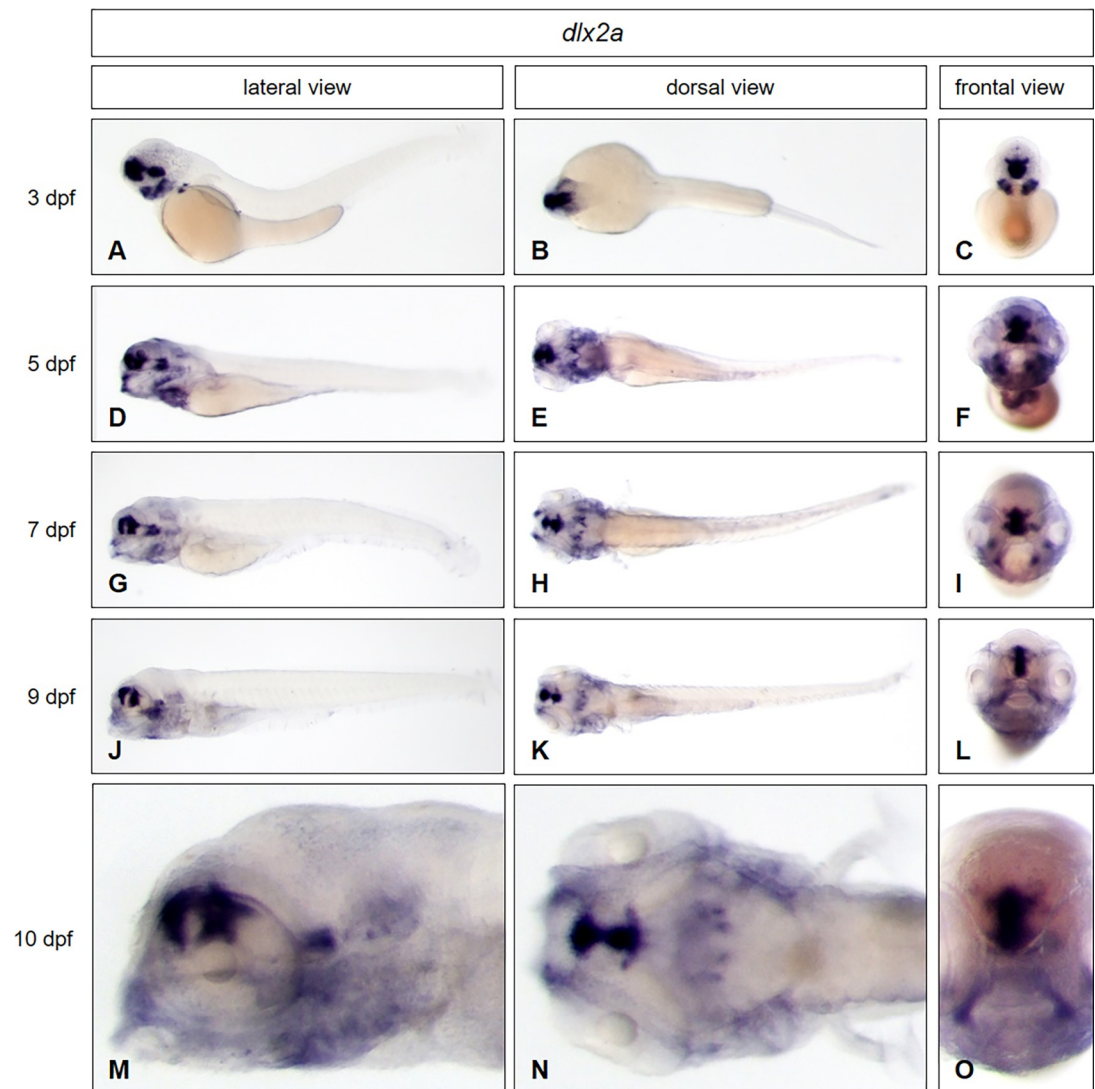 dlx2a
lateral view
dorsal view
frontal view
3 dpf
A
B
C
5 dpf
D
E
F
7 dpf
G
H
I
9 dpf
J
K
L
10 dpf
M
N
O